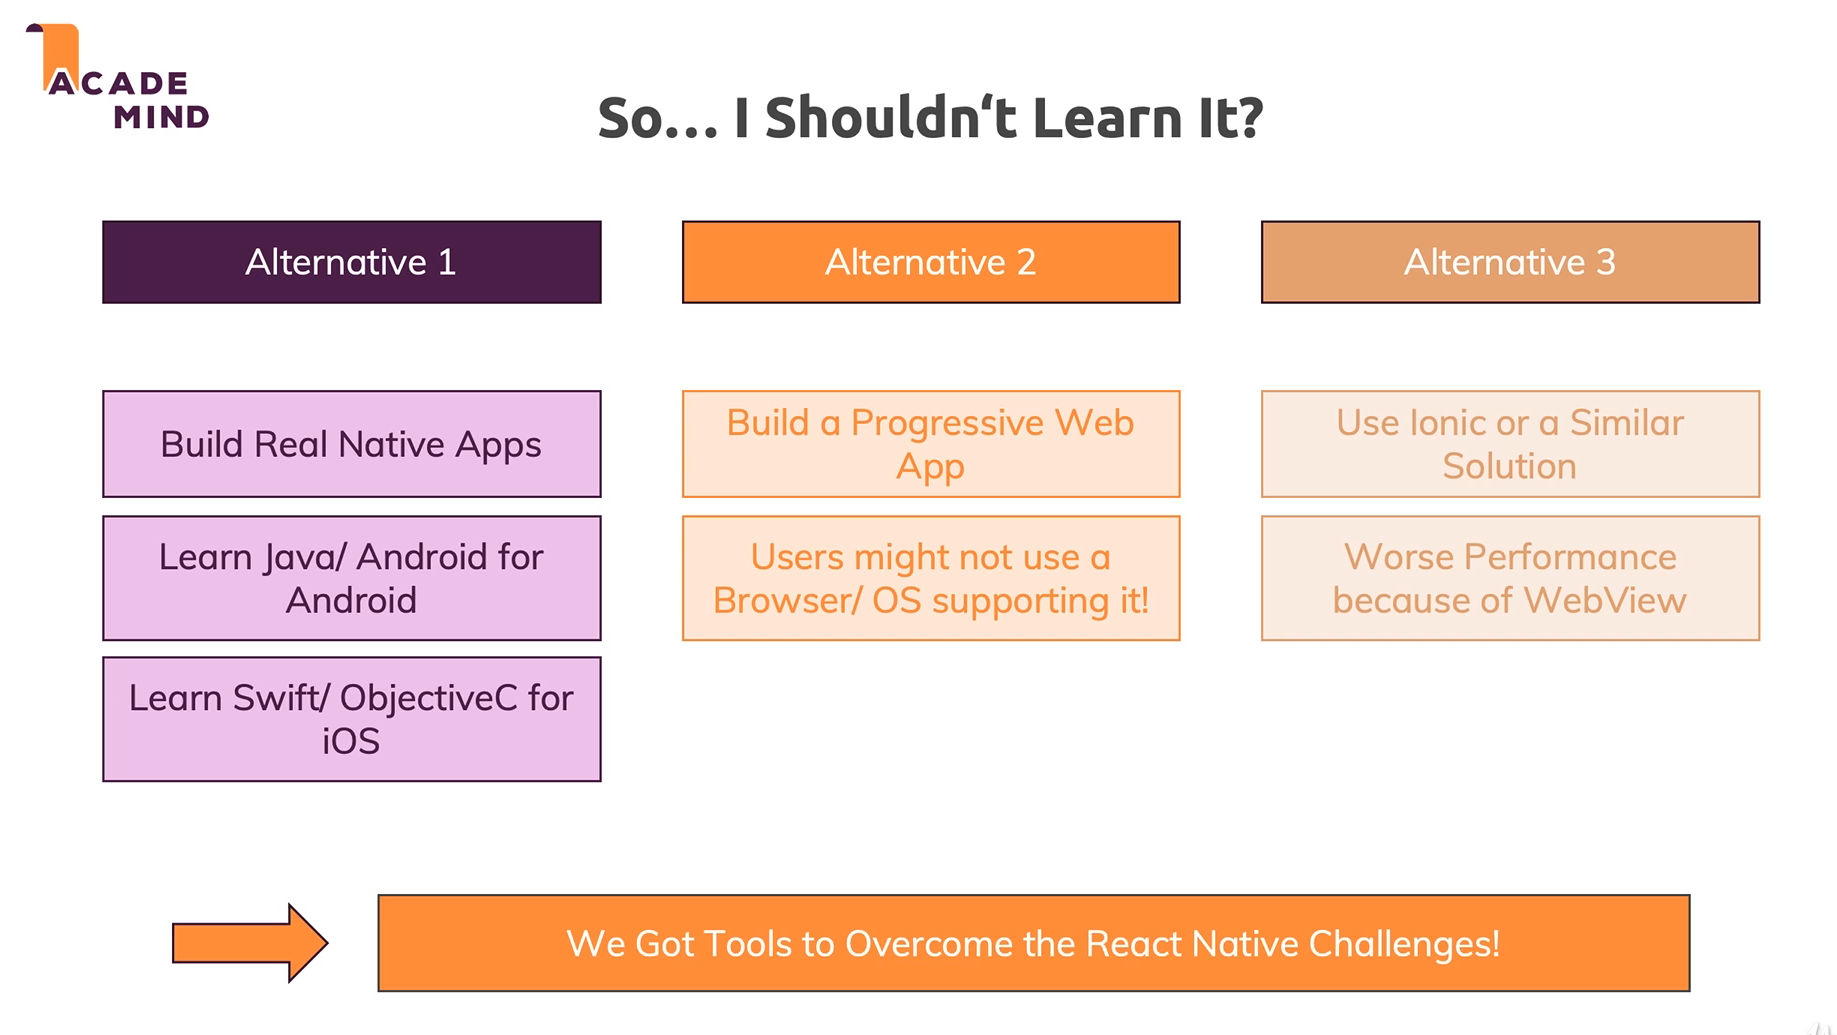 ACADE
MIND
So... I Shouldn‘t Learn It?
Alternative 1
Alternative 2
Alternative 3
Build Real Native Apps
Build a Progressive Web
App
Use Ionic or a Similar
Solution
Learn Java/ Android for
Android
Users might not use a
Browser/ OS supporting it!
Worse Performance
because of WebView
Learn Swift/ ObjectiveC for
iOS
We Got Tools to Overcome the React Native Challenges!